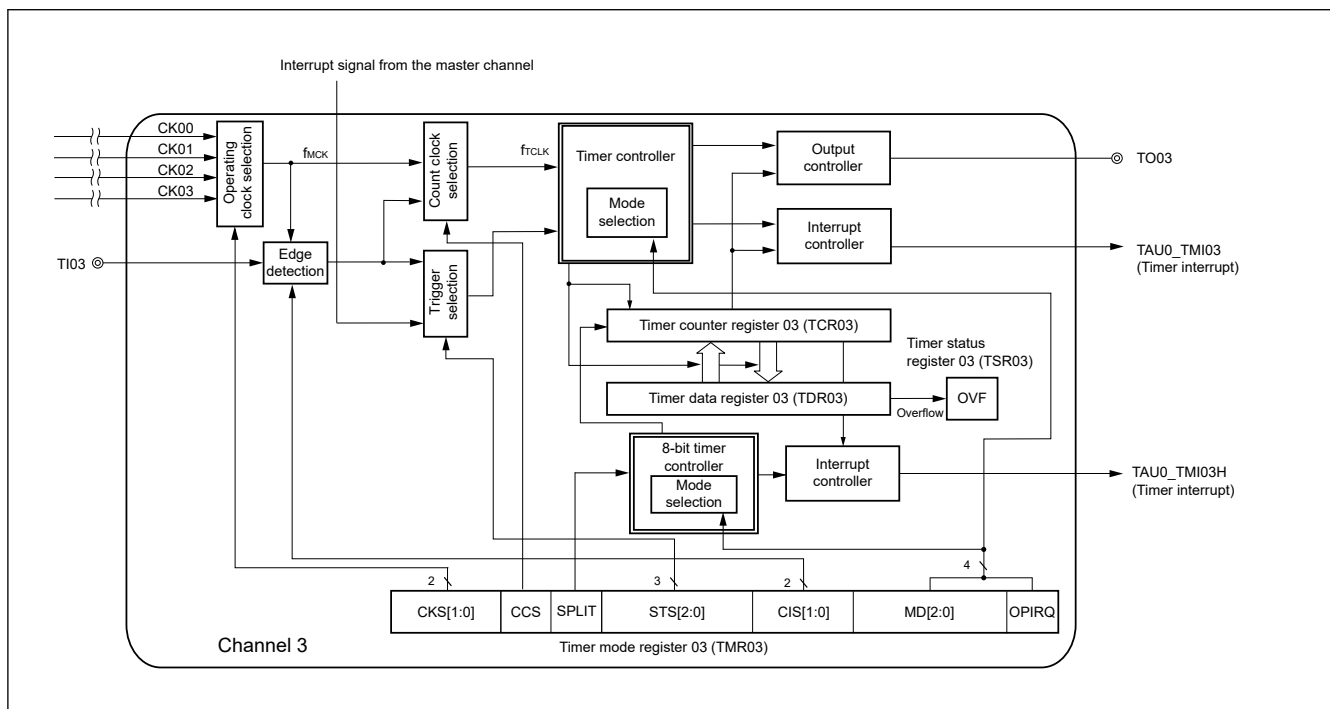 Interrupt signal from the master channel
CK00
CK01
CK02
CK03
Operating
clock selection
fMCK
Count clock
selection
fTCLK
Timer controller
Mode
selection
Output
controller
TO03
Interrupt
controller
TAU0_TMI03
(Timer interrupt)
TI03
Edge
detection
Trigger
selection
Timer counter register 03 (TCR03)
Timer status
register 03 (TSR03)
Timer data register 03 (TDR03)
Overflow
OVF
8-bit timer
controller
Mode
selection
Interrupt
controller
TAU0_TMI03H
(Timer interrupt)
2
3
2
4
CKS[1:0]
CCS
SPLIT
STS[2:0]
CIS[1:0]
MD[2:0]
OPIRQ
Channel 3
Timer mode register 03 (TMR03)